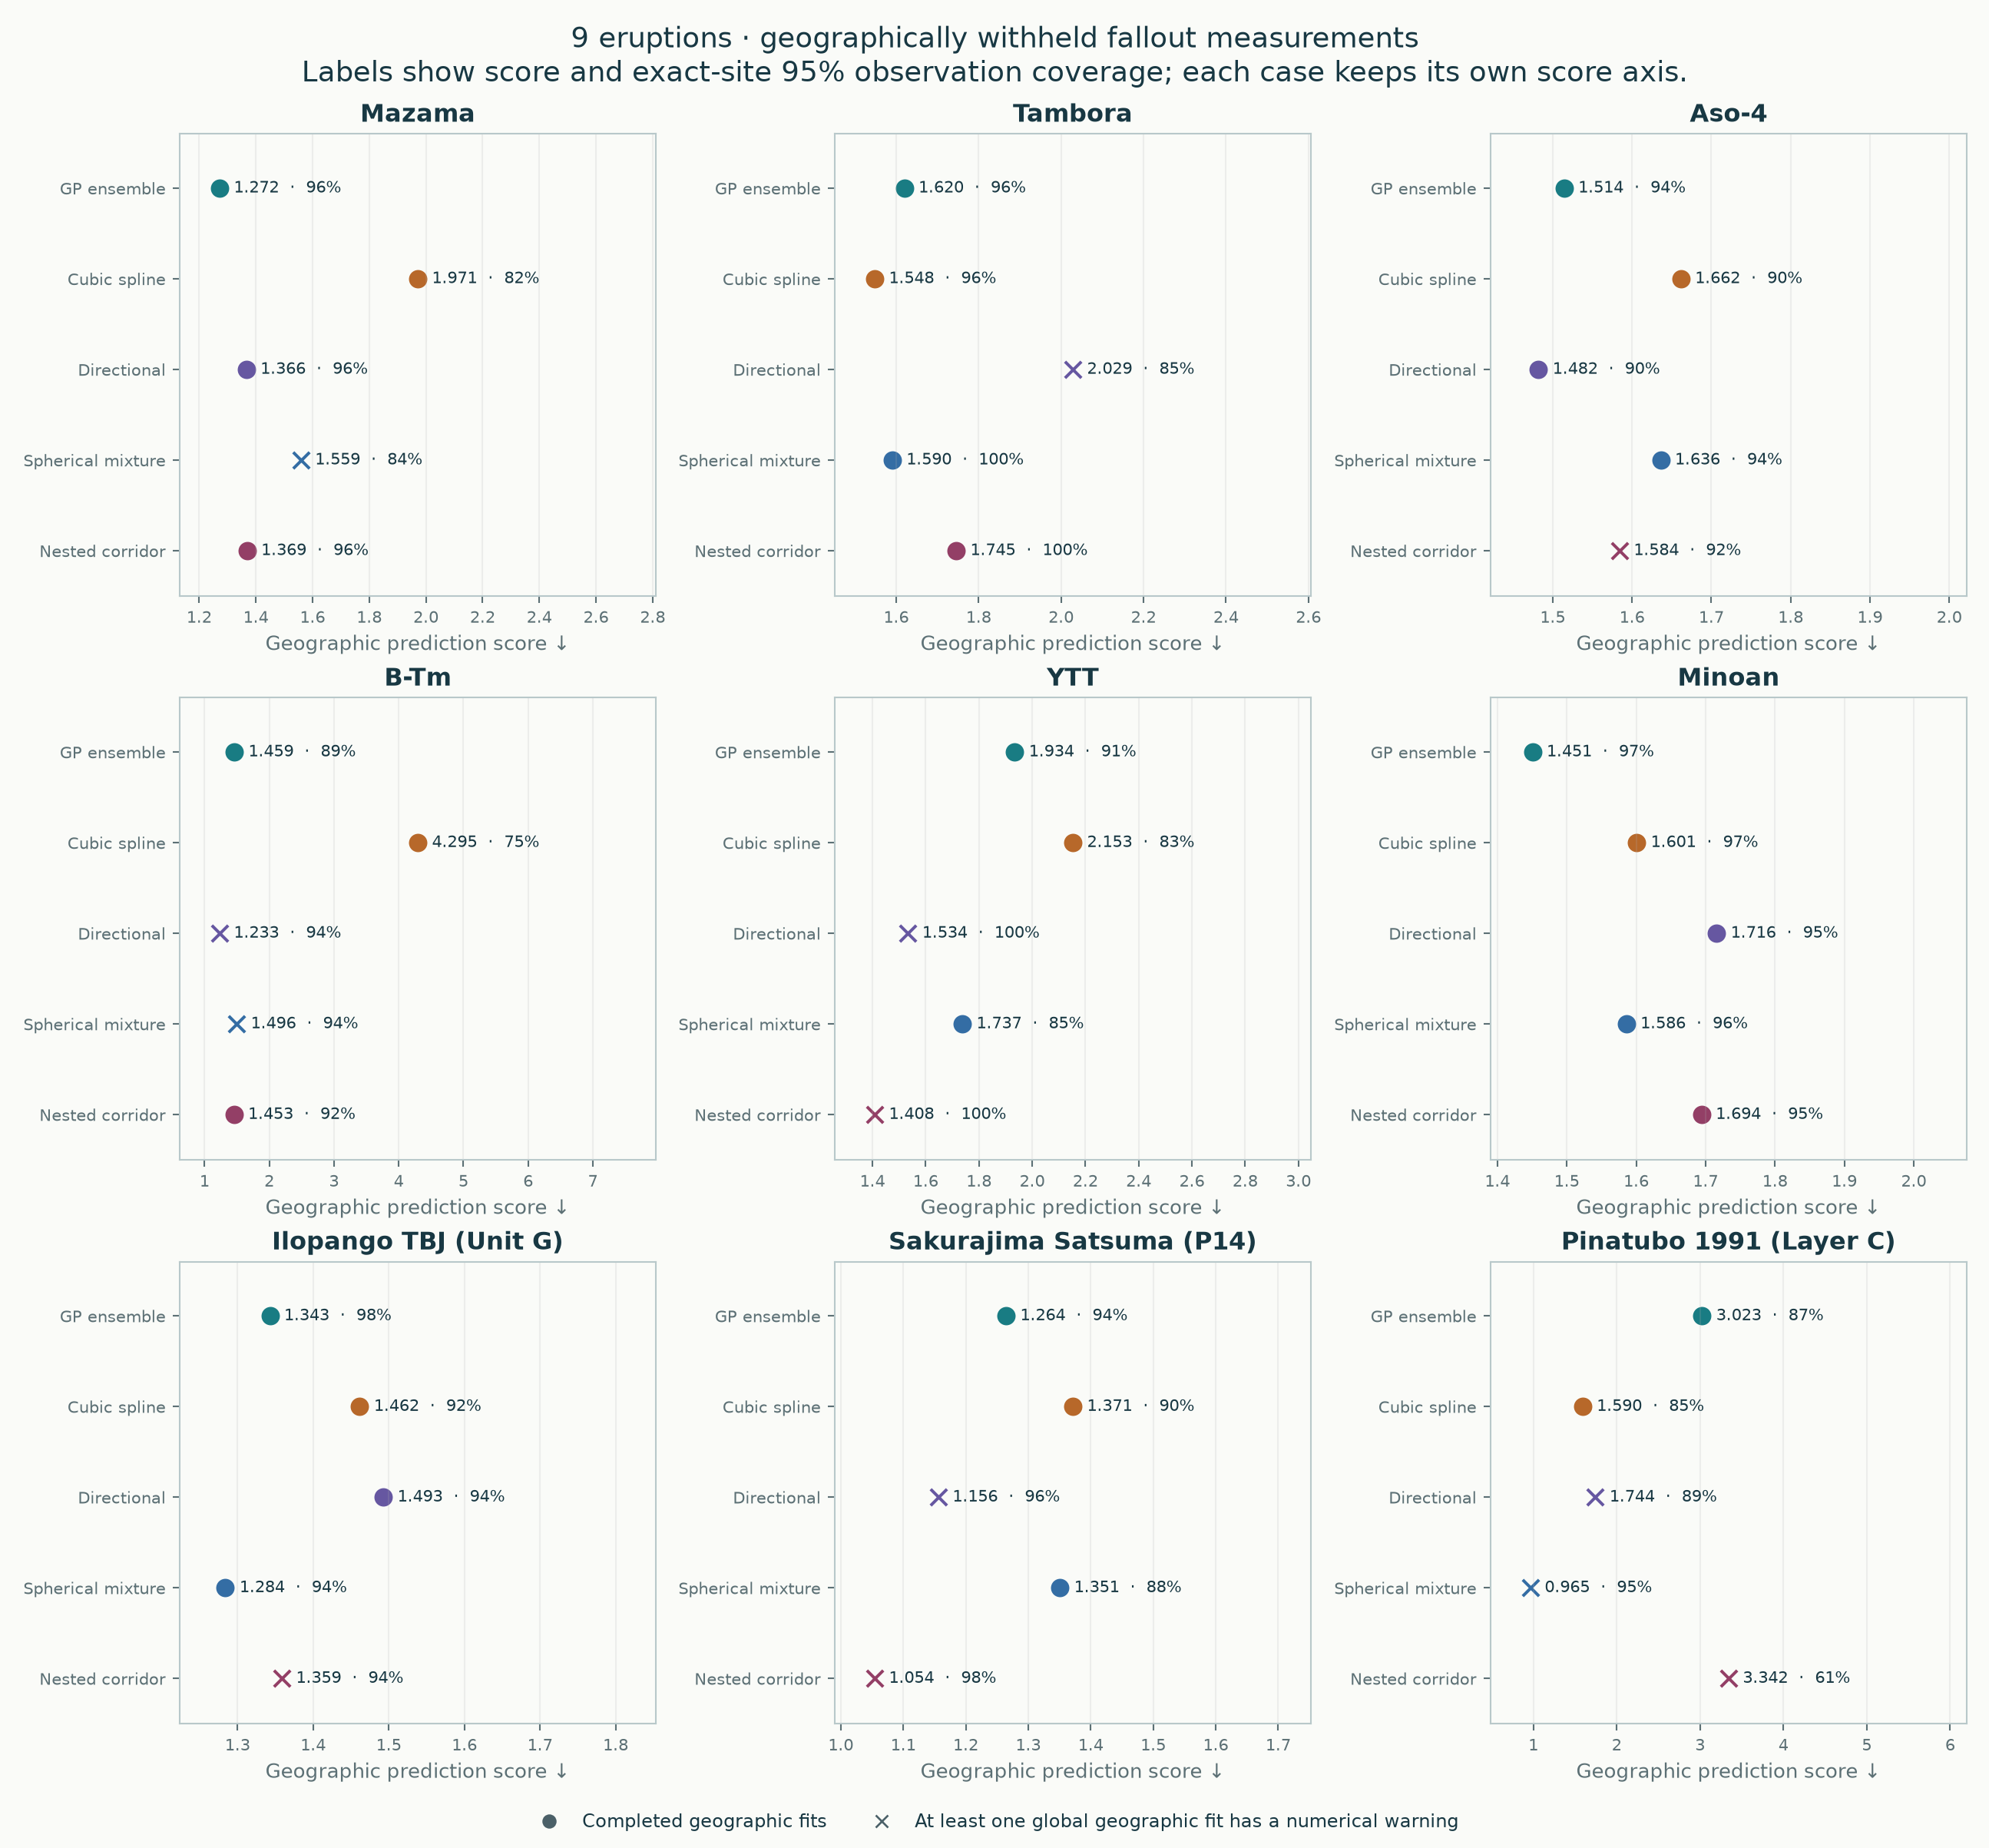 9 eruptions · geographically withheld fallout measurements
Labels show score and exact-site 95% observation coverage; each case keeps its own score axis.
Mazama
GP ensemble
1.272 · 96%
Cubic spline
1.971 · 82%
Directional
1.366 · 96%
Spherical mixture
1.559 · 84%
Nested corridor
1.369 · 96%
1.2 1.4 1.6 1.8 2.0 2.2 2.4 2.6 2.8
Geographic prediction score ↓
Tambora
GP ensemble
1.620 · 96%
Cubic spline
1.548 · 96%
Directional
2.029 · 85%
Spherical mixture
1.590 · 100%
Nested corridor
1.745 · 100%
1.6 1.8 2.0 2.2 2.4 2.6
Geographic prediction score ↓
Aso-4
GP ensemble
1.514 · 94%
Cubic spline
1.662 · 90%
Directional
1.482 · 90%
Spherical mixture
1.636 · 94%
Nested corridor
1.584 · 92%
1.5 1.6 1.7 1.8 1.9 2.0
Geographic prediction score ↓
B-Tm
GP ensemble
1.459 · 89%
Cubic spline
4.295 · 75%
Directional
1.233 · 94%
Spherical mixture
1.496 · 94%
Nested corridor
1.453 · 92%
1 2 3 4 5 6 7
Geographic prediction score ↓
YTT
GP ensemble
1.934 · 91%
Cubic spline
2.153 · 83%
Directional
1.534 · 100%
Spherical mixture
1.737 · 85%
Nested corridor
1.408 · 100%
1.4 1.6 1.8 2.0 2.2 2.4 2.6 2.8 3.0
Geographic prediction score ↓
Minoan
GP ensemble
1.451 · 97%
Cubic spline
1.601 · 97%
Directional
1.716 · 95%
Spherical mixture
1.586 · 96%
Nested corridor
1.694 · 95%
1.4 1.5 1.6 1.7 1.8 1.9 2.0
Geographic prediction score ↓
Ilopango TBJ (Unit G)
GP ensemble
1.343 · 98%
Cubic spline
1.462 · 92%
Directional
1.493 · 94%
Spherical mixture
1.284 · 94%
Nested corridor
1.359 · 94%
1.3 1.4 1.5 1.6 1.7 1.8
Geographic prediction score ↓
Sakurajima Satsuma (P14)
GP ensemble
1.264 · 94%
Cubic spline
1.371 · 90%
Directional
1.156 · 96%
Spherical mixture
1.351 · 88%
Nested corridor
1.054 · 98%
1.0 1.1 1.2 1.3 1.4 1.5 1.6 1.7
Geographic prediction score ↓
Pinatubo 1991 (Layer C)
GP ensemble
3.023 · 87%
Cubic spline
1.590 · 85%
Directional
1.744 · 89%
Spherical mixture
0.965 · 95%
Nested corridor
3.342 · 61%
1 2 3 4 5 6
Geographic prediction score ↓
Completed geographic fits
At least one global geographic fit has a numerical warning